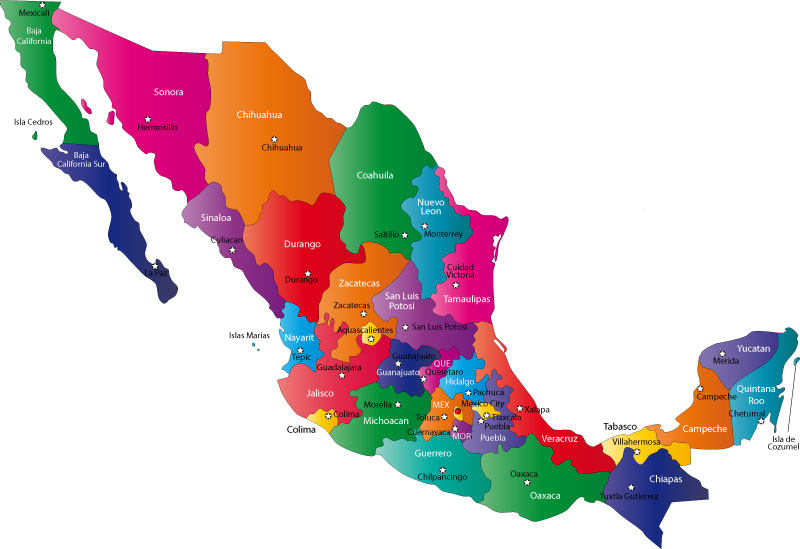 Mexicali
Baja
California
Sonora
Chihuahua
Isla Cedros
Hermosillo
Chihuahua
Baja
California Sur
Coahuila
Nuevo
Leon
Sinaloa
Culiacan
Durango
Saltillo
Monterrey
La Paz
Durango
Cuidad
Victoria
Zacatecas
San Luis
Potosi
Tamaulipas
Zacatecas
Islas Marias
Nayarit
Aguascalientes
San Luis Potosi
Tepic
Guanajuato
Guadalajara
Guanajuato
QUE
Queretaro
Hidalgo
Yucatan
Merida
Jalisco
Pachuca
Campeche
Quintana
Roo
Morelia
MEX
Mexico City
Colima
Toluca
Tlaxcala
Xalapa
Chetumal
Colima
Michoacan
Cuernavaca
MOR
Puebla
Puebla
Veracruz
Tabasco
Villahermosa
Campeche
Isla de
Cozumel
Guerrero
Chilpancingo
Oaxaca
Oaxaca
Chiapas
Tuxtla Gutierrez